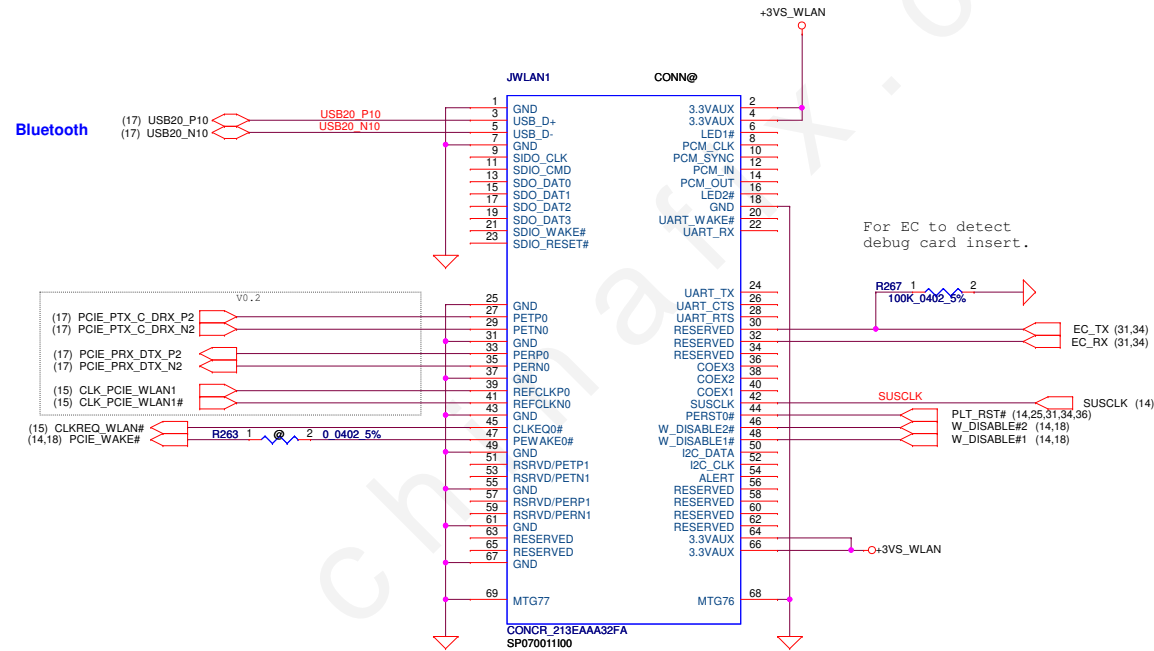 +3VS_WLAN
JWLAN1 CONN@
1 GND 3.3VAUX 2
Bluetooth
(17) USB20_P10 USB20_P10 3 USB_D+ 3.3VAUX 4
(17) USB20_N10 USB20_N10 5 USB_D- LED1# 6
7 GND PCM_CLK 8
9 SIDO_CLK PCM_SYNC 10
11 SDIO_CMD PCM_IN 12
13 SDO_DAT0 PCM_OUT 14
15 SDO_DAT1 LED2# 16
17 SDO_DAT2 GND 18
19 SDO_DAT3 UART_WAKE# 20
21 SDIO_WAKE# UART_RX 22
23 SDIO_RESET#
For EC to detect
debug card insert.
UART_TX 24
R267 1 2
100K_0402_5%
V0.2
25 GND UART_CTS 26
(17) PCIE_PTX_C_DRX_P2 27 PETP0 UART_RTS 28
(17) PCIE_PTX_C_DRX_N2 29 PETN0 RESERVED 30 EC_TX (31,34)
31 GND RESERVED 32 EC_RX (31,34)
(17) PCIE_PRX_DTX_P2 33 PERP0 RESERVED 34
(17) PCIE_PRX_DTX_N2 35 PERN0 COEX3 36
37 GND COEX2 38
(15) CLK_PCIE_WLAN1 39 REFCLKP0 COEX1 40
(15) CLK_PCIE_WLAN1# 41 REFCLKN0 SUSCLK 42 SUSCLK SUSCLK (14)
43 GND PERST0# 44 PLT_RST# (14,25,31,34,36)
(15) CLKREQ_WLAN# 45 CLKEQ0# W_DISABLE2# 46 W_DISABLE#2 (14,18)
(14,18) PCIE_WAKE# R263 1 @ 2 0_0402_5% 47 PEWAKE0# W_DISABLE1# 48 W_DISABLE#1 (14,18)
49 GND I2C_DATA 50
51 RSRVD/PETP1 I2C_CLK 52
53 RSRVD/PETN1 ALERT 54
55 GND RESERVED 56
57 RSRVD/PERP1 RESERVED 58
59 RSRVD/PERN1 RESERVED 60
61 GND RESERVED 62
63 RESERVED 3.3VAUX 64
65 RESERVED 3.3VAUX 66 +3VS_WLAN
67 GND
69 MTG77 MTG76 68
CONCR_213EAAA32FA
SP070011I00
chinafix.